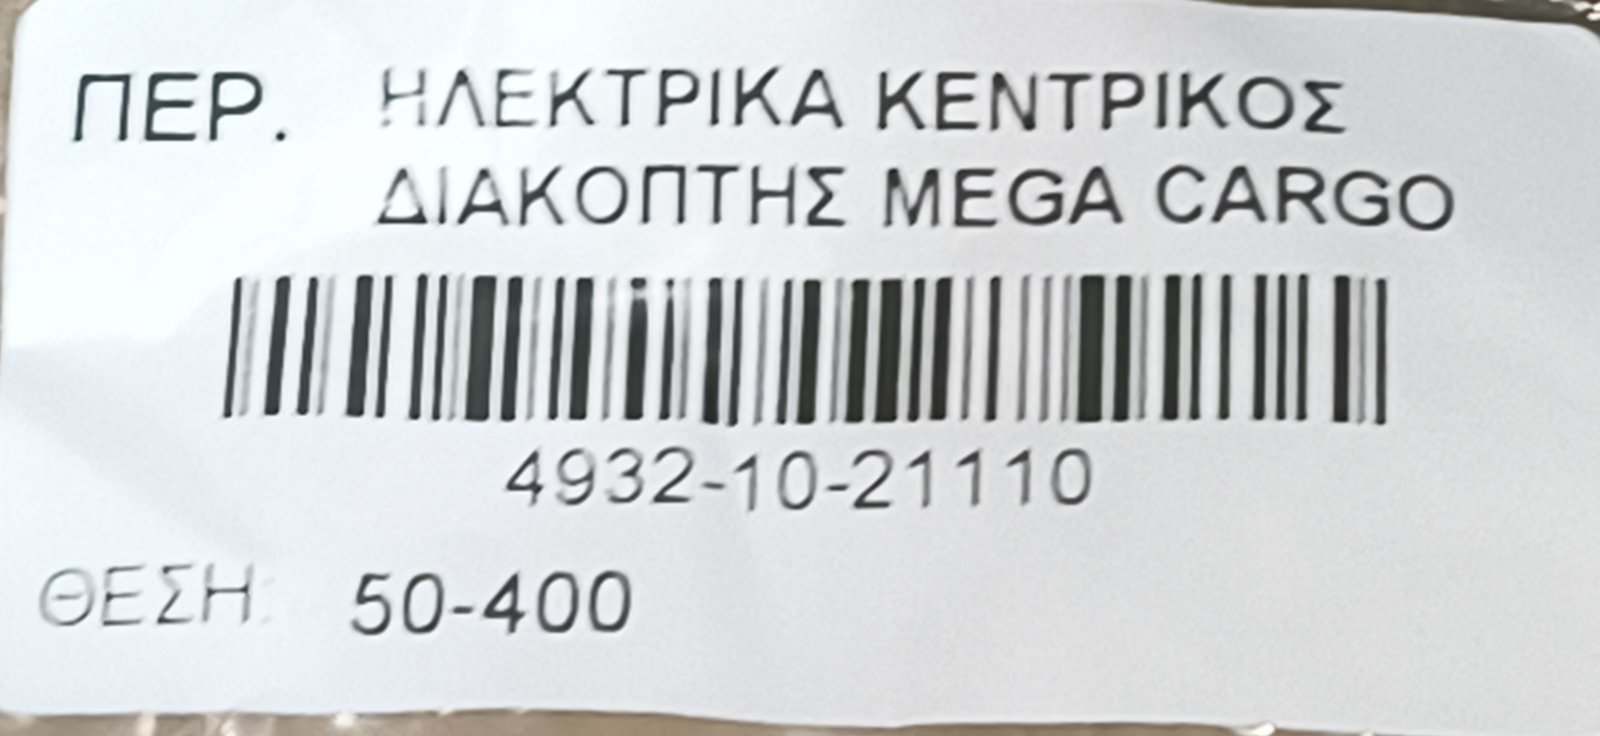 ΠΕΡ. ΗΛΕΚΤΡΙΚΑ ΚΕΝΤΡΙΚΟΣ
ΔΙΑΚΟΠΤΗΣ MEGA CARGO
4932-10-21110
ΘΕΣΗ: 50-400